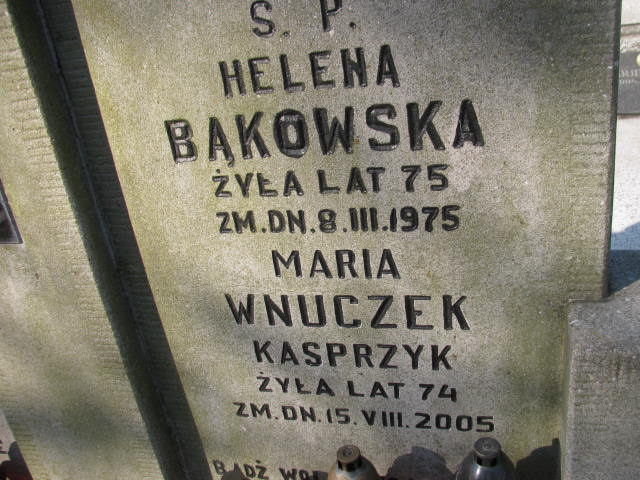 Ś. P.
HELENA
BĄKOWSKA
ŻYŁA LAT 75
ZM. DN. 8. III. 1975
MARIA
WNUCZEK
KASPRZYK
ŻYŁA LAT 74
ZM. DN. 15. VIII. 2005
BĄDŹ